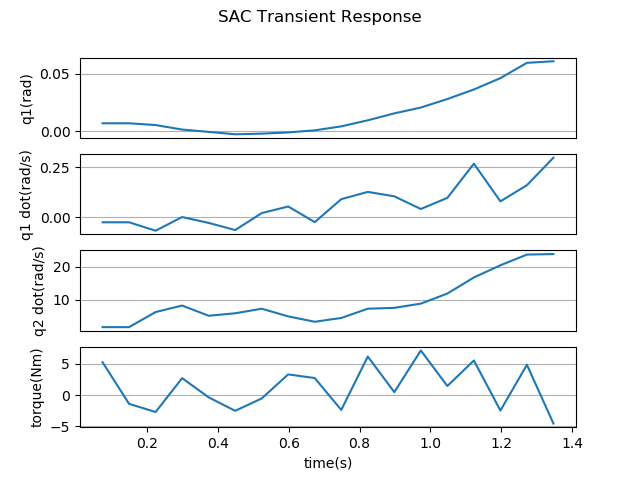 SAC Transient Response
q1(rad)
0.05
0.00
q1 dot(rad/s)
0.25
0.00
q2 dot(rad/s)
20
10
torque(Nm)
5
0
−5
0.2 0.4 0.6 0.8 1.0 1.2 1.4
time(s)